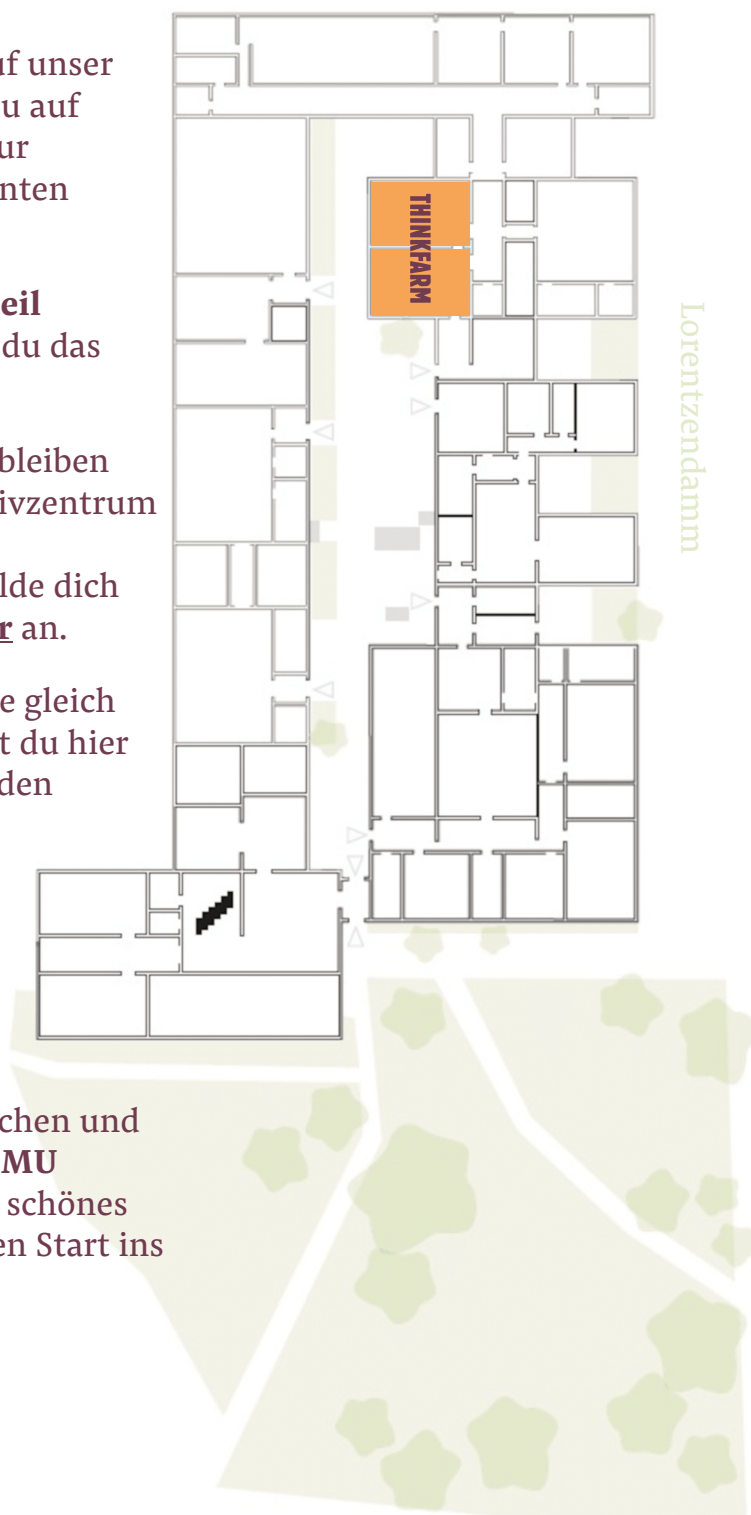 uf unser
u auf
ur
nten
eil
du das
bleiben
ivzentrum
lde dich
r an.
e gleich
t du hier
den
chen und
MU
schönes
en Start ins
THINKFARM
Lorentzendamm